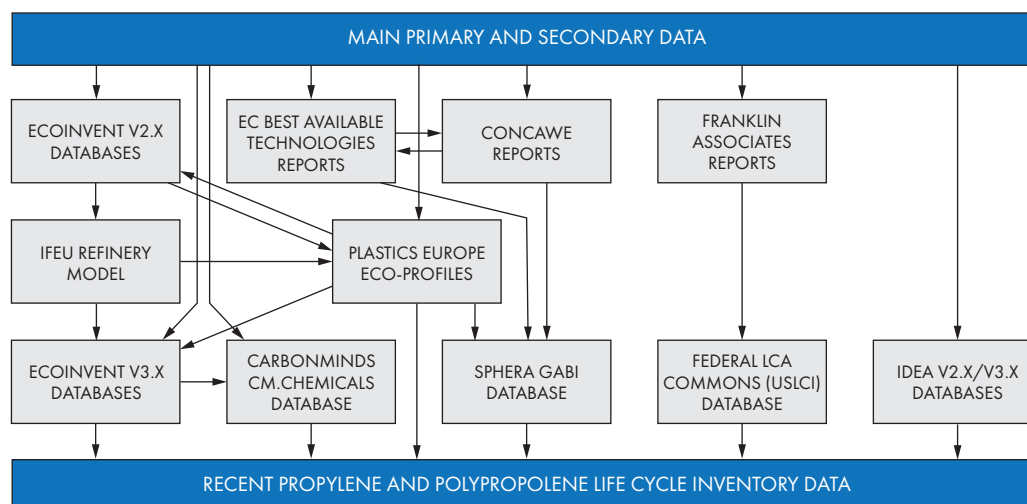 MAIN PRIMARY AND SECONDARY DATA
ECOINVENT V2.X
DATABASES
EC BEST AVAILABLE
TECHNOLOGIES
REPORTS
CONCAWE
REPORTS
FRANKLIN
ASSOCIATES
REPORTS
IFEU REFINERY
MODEL
PLASTICS EUROPE
ECO-PROFILES
ECOINVENT V3.X
DATABASES
CARBONMINDS
CM.CHEMICALS
DATABASE
SPHERA GABI
DATABASE
FEDERAL LCA
COMMONS (USLCI)
DATABASE
IDEA V2.X/V3.X
DATABASES
RECENT PROPYLENE AND POLYPROPOLENE LIFE CYCLE INVENTORY DATA